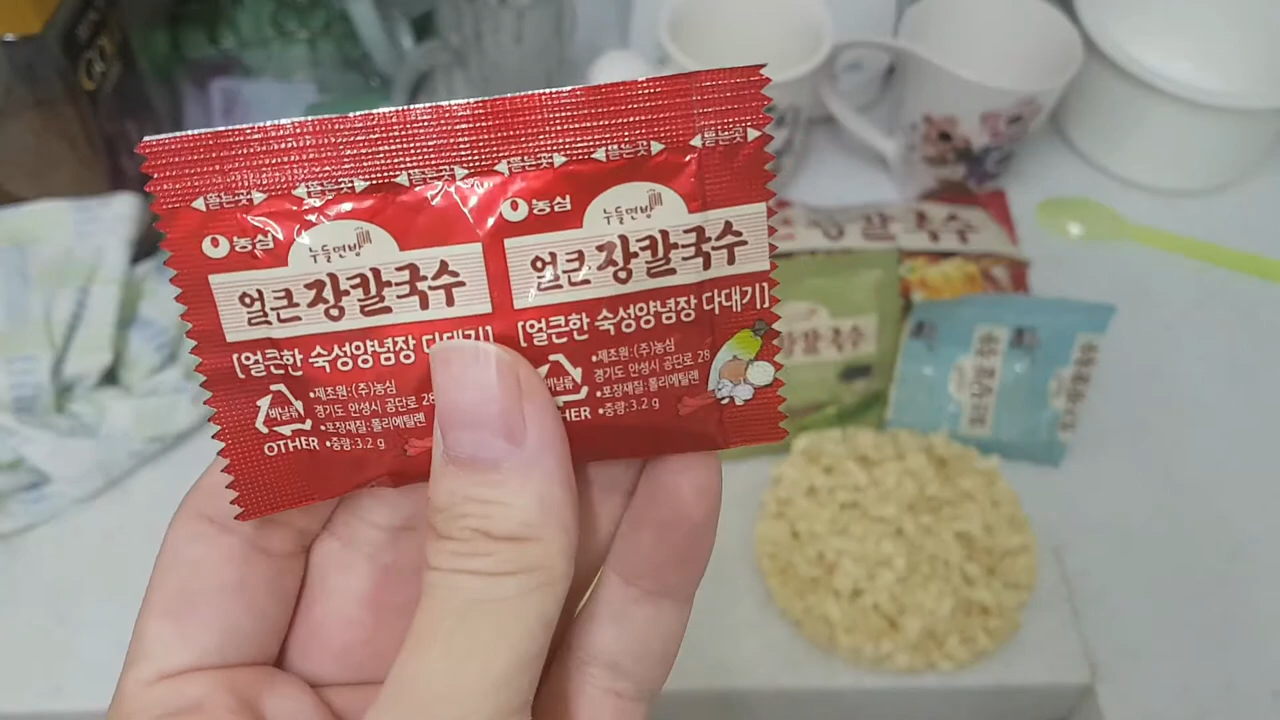 뜯는곳 뜯는곳 뜯는곳 뜯는곳 뜯는곳 뜯는곳
농심
누들면방
얼큰장칼국수
[얼큰한 숙성양념장 다대기]
비닐류
OTHER
•제조원:(주)농심
경기도 안성시 공단로 28
•포장재질:폴리에틸렌
•중량:3.2 g
농심
누들면방
얼큰장칼국수
[얼큰한 숙성양념장 다대기]
비닐류
•제조원:(주)농심
경기도 안성시 공단로 28
•포장재질:폴리에틸렌
•중량:3.2 g
장칼국수
장칼국수